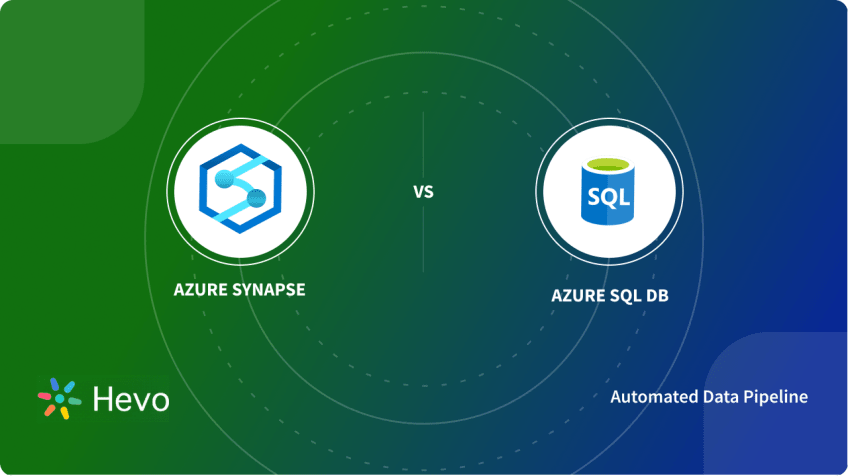 SQL
VS
AZURE SYNAPSE
AZURE SQL DB
Hevo
Automated Data Pipeline